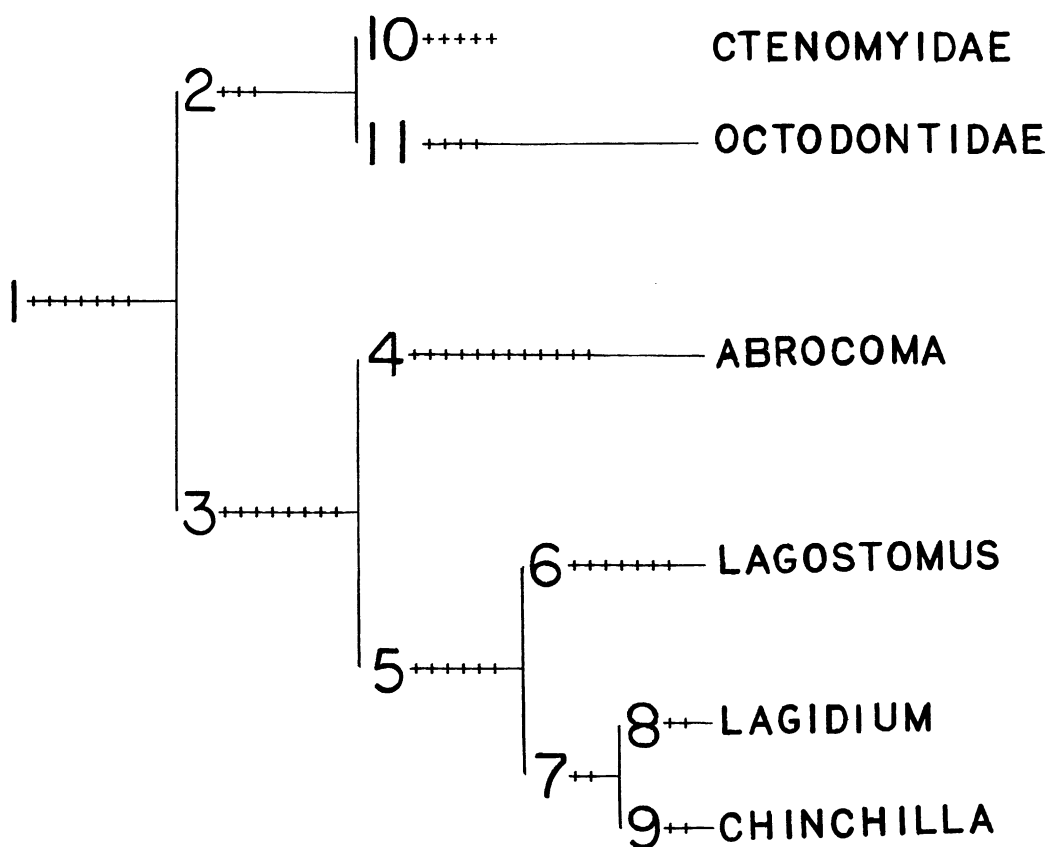 10 CTENOMYIDAE
2
11 OCTODONTIDAE
1
4 ABROCOMA
3
6 LAGOSTOMUS
5
8 LAGIDIUM
7
9 CHINCHILLA